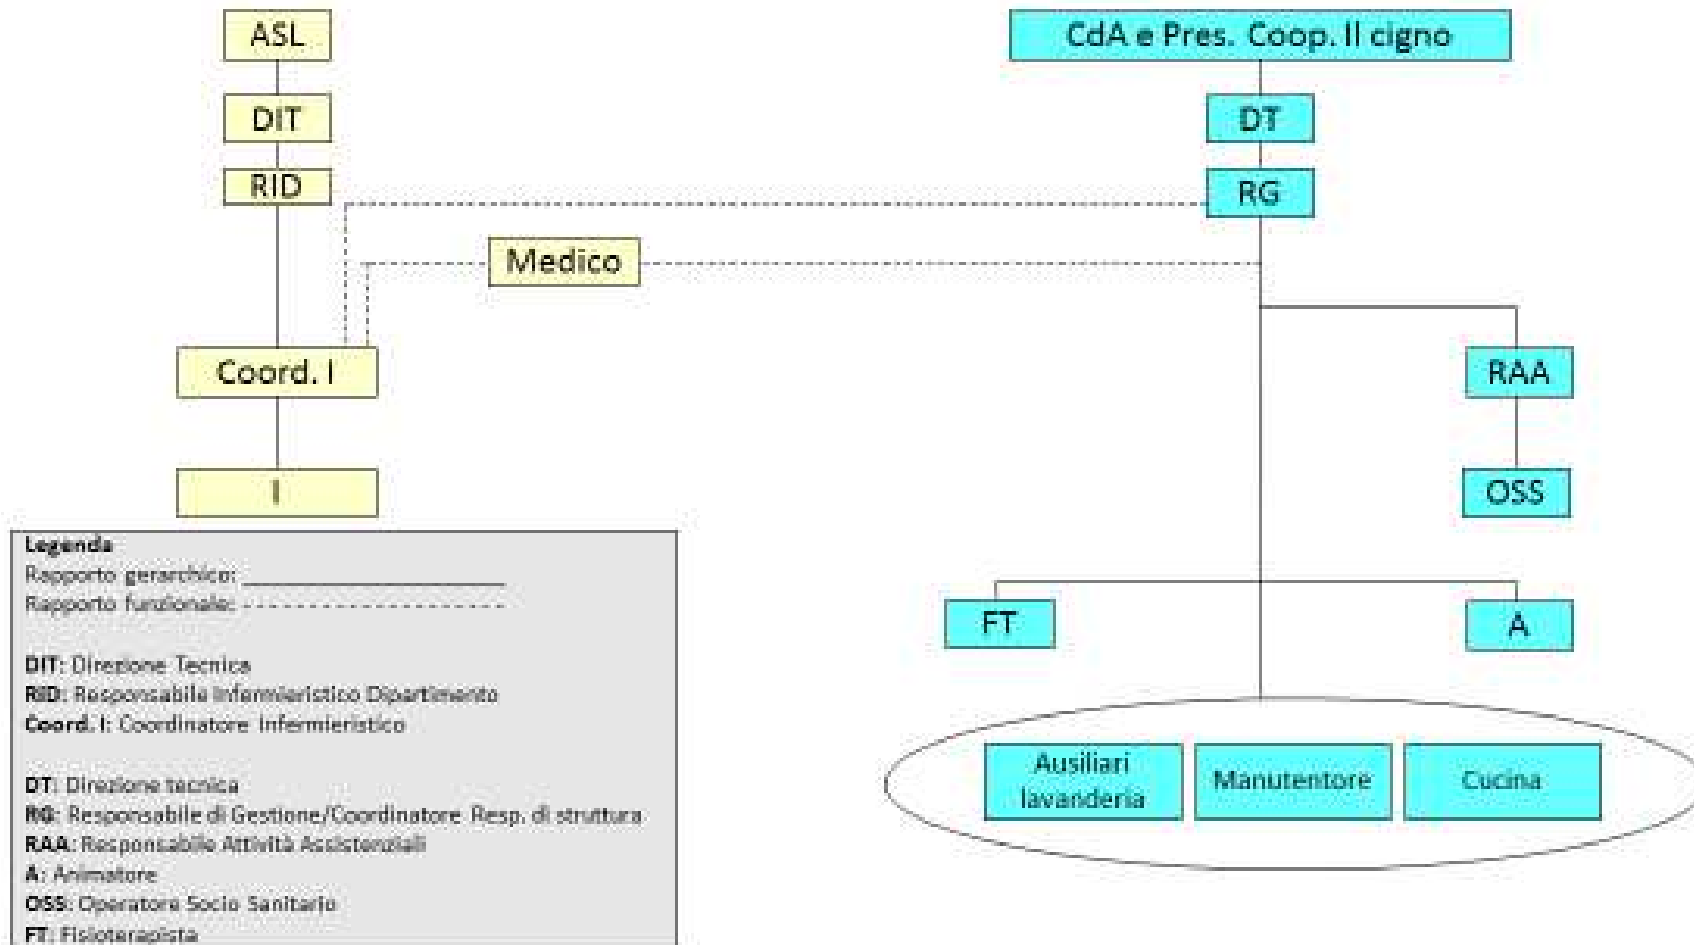 ASL
CdA e Pres. Coop. Il cigno
DIT
DT
RID
RG
Medico
Coord. I
RAA
I
OSS
FT
A
Ausiliari
lavanderia
Manutentore
Cucina
Legenda
Rapporto gerarchico:
Rapporto funzionale:
DIT: Direzione Tecnica
RID: Responsabile Infermieristico Dipartimento
Coord. I: Coordinatore Infermieristico
DT: Direzione tecnica
RG: Responsabile di Gestione/Coordinatore Resp. di struttura
RAA: Responsabile Attività Assistenziali
A: Animatore
OSS: Operatore Socio Sanitario
FT: Fisioterapista